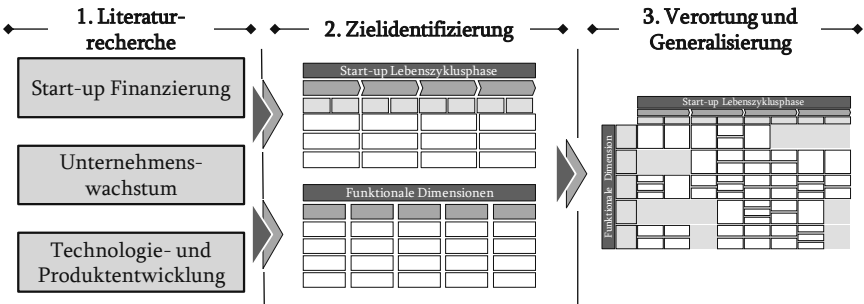 1. Literatur-
recherche
2. Zielidentifizierung
3. Verortung und
Generalisierung
Start-up Finanzierung
Unternehmens-
wachstum
Technologie- und
Produktentwicklung
Start-up Lebenszyklusphase
Funktionale Dimensionen
Start-up Lebenszyklusphase
Funktionale Dimension